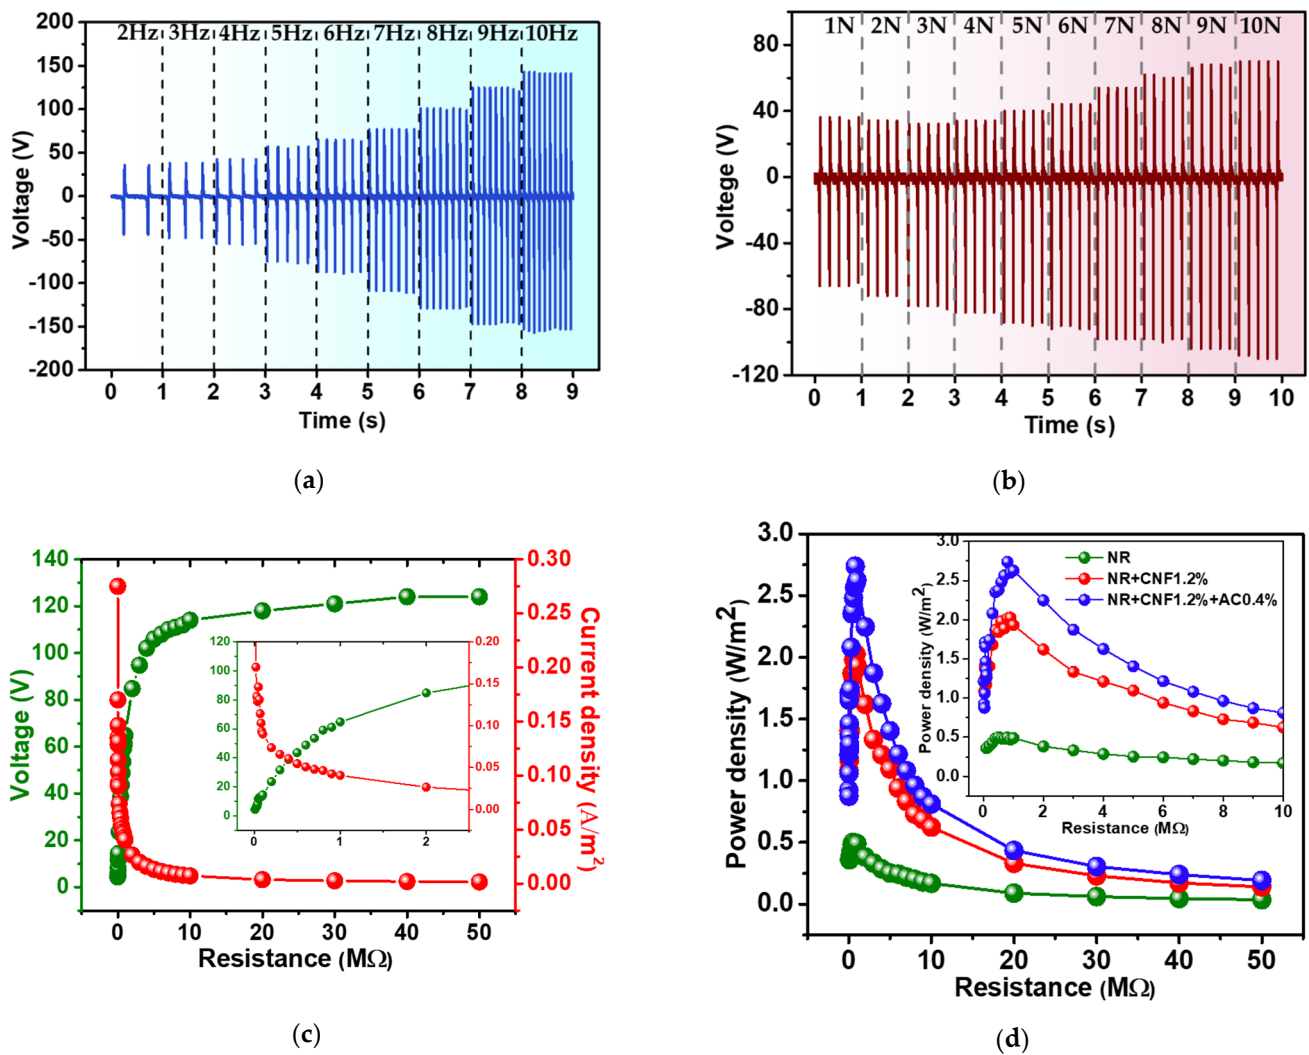 2Hz 3Hz 4Hz 5Hz 6Hz 7Hz 8Hz 9Hz 10Hz
200
150
100
50
0
-50
-100
-150
-200
Voltage (V)
0 1 2 3 4 5 6 7 8 9
Time (s)
(a)
1N 2N 3N 4N 5N 6N 7N 8N 9N 10N
80
40
0
-40
-80
-120
Voltege (V)
0 1 2 3 4 5 6 7 8 9 10
Time (s)
(b)
140
120
100
80
60
40
20
0
Voltage (V)
0.30
0.25
0.20
0.15
0.10
0.05
0.00
Current density (A/m2)
120
100
80
60
40
20
0
0.20
0.15
0.10
0.05
0.00
0 1 2
0 10 20 30 40 50
Resistance (MΩ)
(c)
3.0
2.5
2.0
1.5
1.0
0.5
0.0
Power density (W/m2)
3.0
2.5
2.0
1.5
1.0
0.5
0.0
Power density (W/m2)
NR
NR+CNF1.2%
NR+CNF1.2%+AC0.4%
0 2 4 6 8 10
Resistance (MΩ)
0 10 20 30 40 50
Resistance (MΩ)
(d)